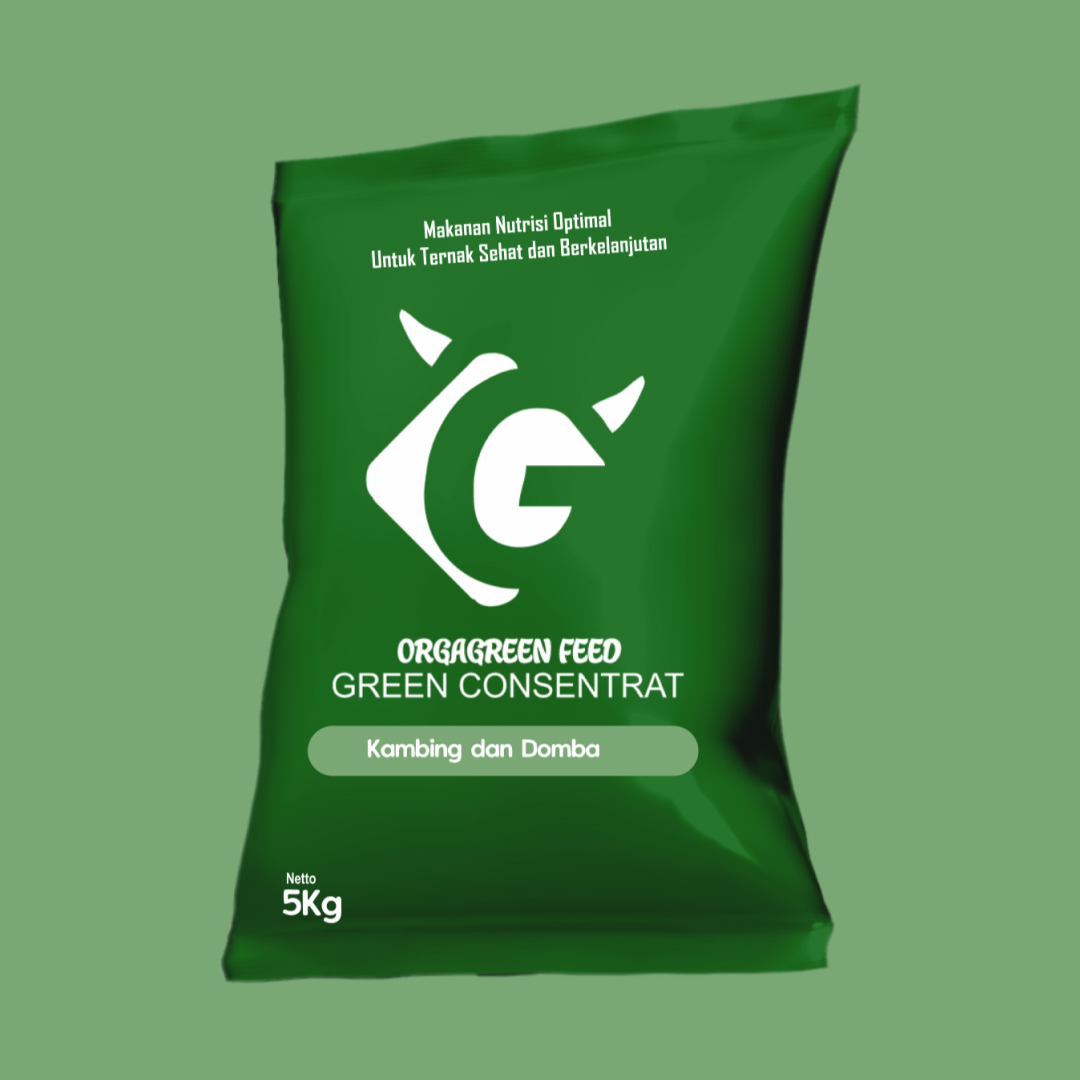 Makanan Nutrisi Optimal
Untuk Ternak Sehat dan Berkelanjutan
ORGAGREEN FEED
GREEN CONSENTRAT
Kambing dan Domba
Netto
5Kg